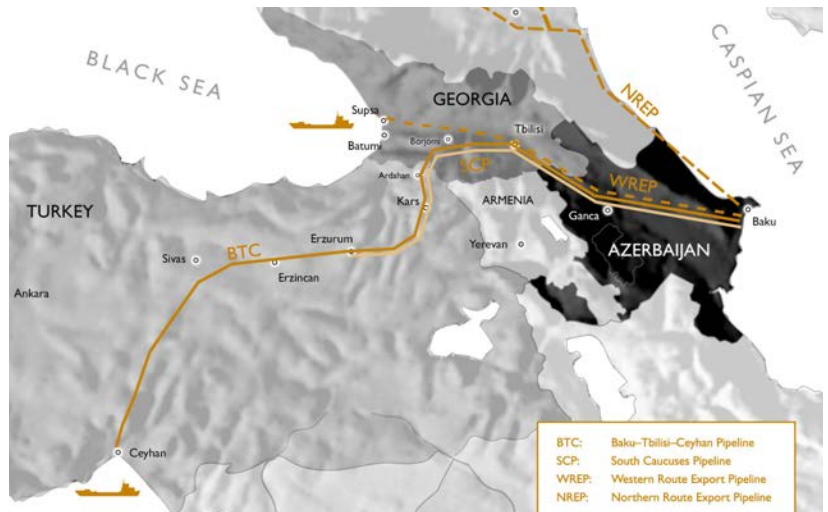 BLACK SEA
CASPIAN SEA
NREP
GEORGIA
Supsa
Tbilisi
Batumi
Borjomi
SCP
Ardahan
WREP
TURKEY
Kars
ARMENIA
Ganca
Baku
Erzurum
Yerevan
AZERBAIJAN
BTC
Sivas
Erzincan
Ankara
Ceyhan
BTC: Baku–Tbilisi–Ceyhan Pipeline
SCP: South Caucuses Pipeline
WREP: Western Route Export Pipeline
NREP: Northern Route Export Pipeline